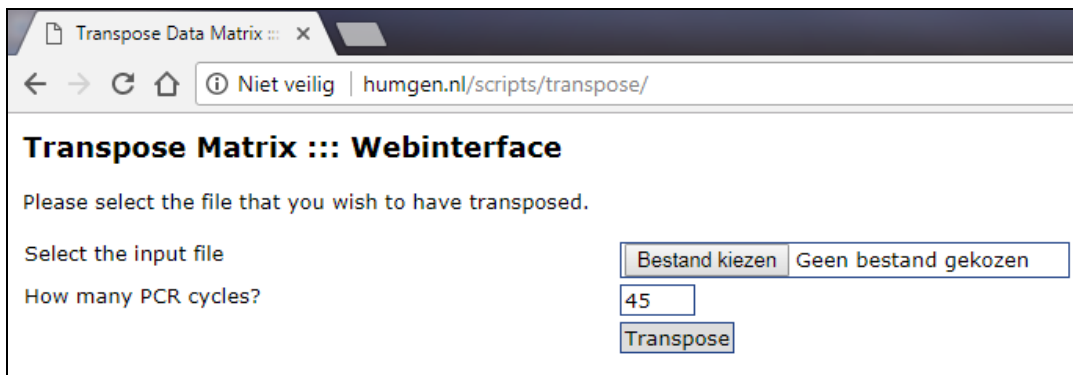 Transpose Data Matrix :::
Niet veilig | humgen.nl/scripts/transpose/
Transpose Matrix ::: Webinterface
Please select the file that you wish to have transposed.
Select the input file Bestand kiezen Geen bestand gekozen
How many PCR cycles? 45
Transpose